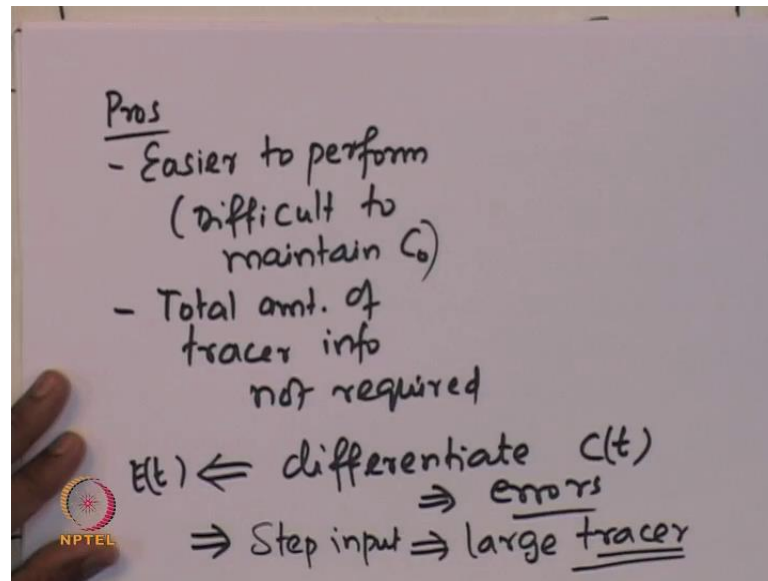 Pros
- Easier to perform
(Difficult to
maintain C₀)
- Total amt. of
tracer info
not required
E(t) ⇐ differentiate C(t)
⇒ errors
⇒ Step input ⇒ large tracer
NPTEL